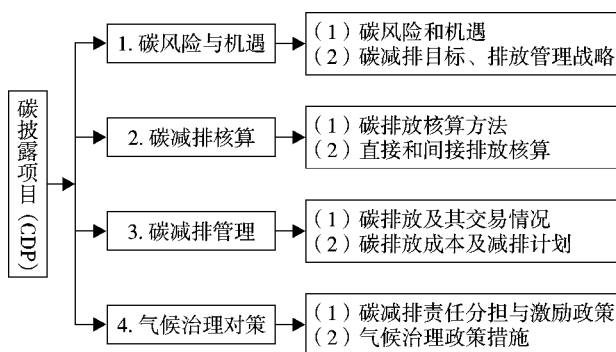 碳披露项目（CDP）
1. 碳风险与机遇
（1）碳风险和机遇
（2）碳减排目标、排放管理战略
2. 碳减排核算
（1）碳排放核算方法
（2）直接和间接排放核算
3. 碳减排管理
（1）碳排放及其交易情况
（2）碳排放成本及减排计划
4. 气候治理对策
（1）碳减排责任分担与激励政策
（2）气候治理政策措施